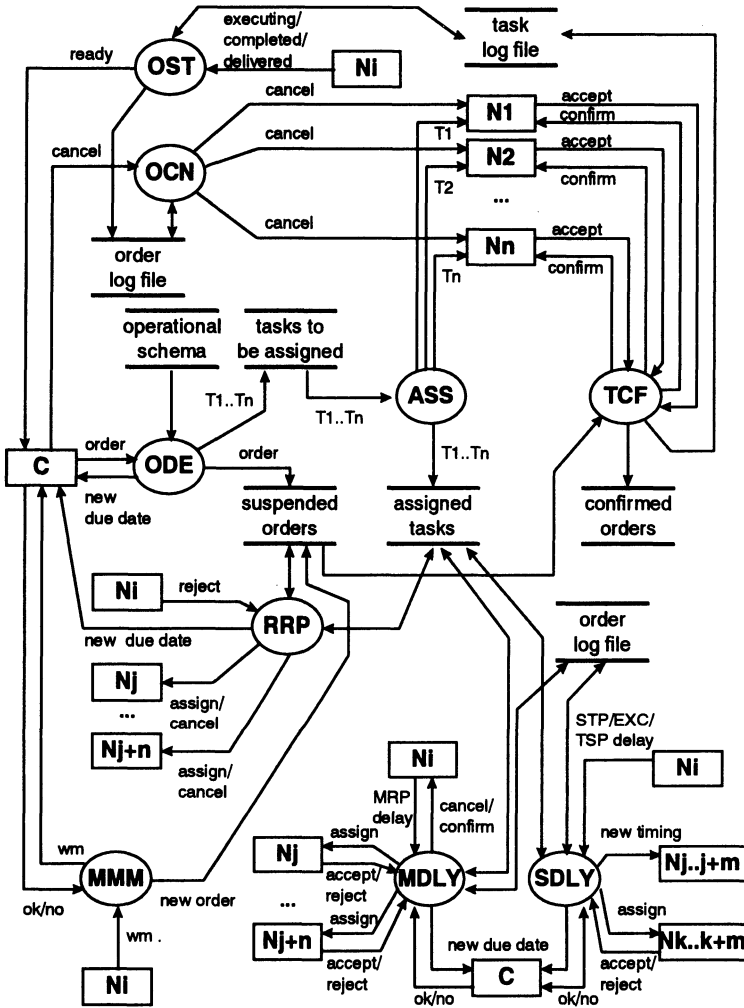 executing/
completed/
delivered
task
log file
ready
OST
Ni
cancel
N1
accept
confirm
T1
cancel
cancel
OCN
N2
accept
confirm
T2
...
cancel
Nn
accept
confirm
Tn
order
log file
operational
schema
tasks to
be assigned
ASS
TCF
T1..Tn
T1..Tn
T1..Tn
C
order
ODE
order
new
due date
suspended
orders
assigned
tasks
confirmed
orders
Ni
reject
RRP
new due date
order
log file
Nj
assign/
cancel
...
Nj+n
assign/
cancel
STP/EXC/
TSP delay
Ni
Ni
MRP
delay
cancel/
confirm
wm
MMM
new order
ok/no
wm .
Ni
assign
Nj
accept/
reject
MDLY
...
assign
Nj+n
accept/
reject
SDLY
new timing
Nj..j+m
assign
Nk..k+m
accept/
reject
new due date
C
ok/no
ok/no